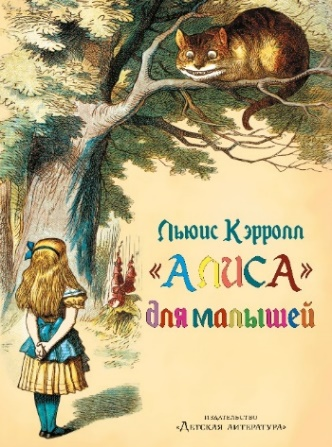 Льюис Кэрролл
«АЛИСА»
для малышей
ИЗДАТЕЛЬСТВО
«ДЕТСКАЯ ЛИТЕРАТУРА»